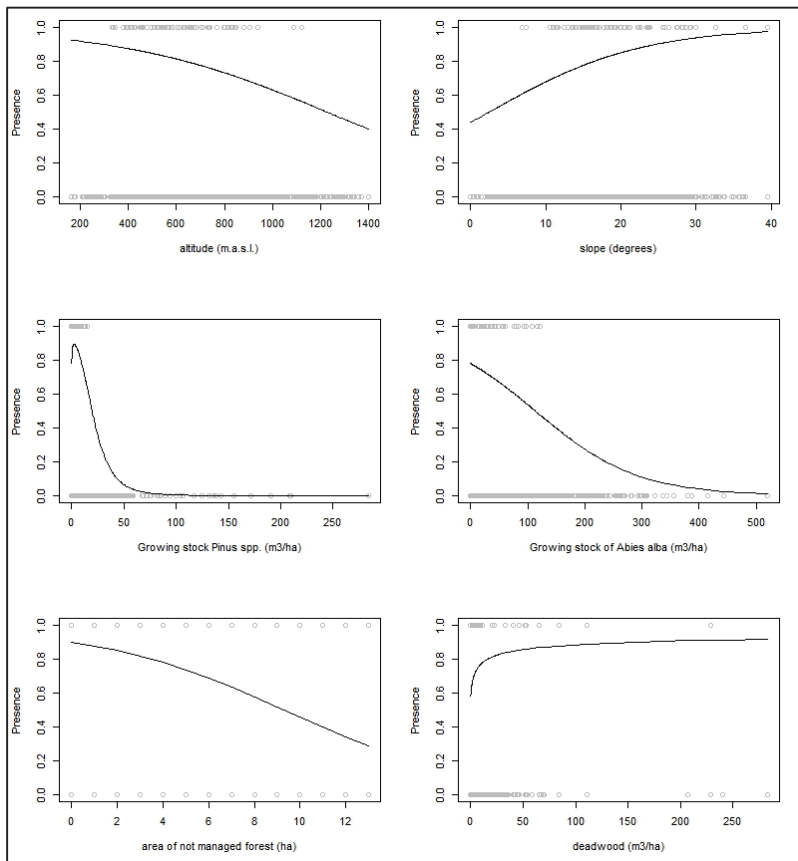 Presence
0.0 0.2 0.4 0.6 0.8 1.0
200 400 600 800 1000 1200 1400
altitude (m.a.s.l.)
Presence
0.0 0.2 0.4 0.6 0.8 1.0
0 10 20 30 40
slope (degrees)
Presence
0.0 0.2 0.4 0.6 0.8 1.0
0 50 100 150 200 250
Growing stock Pinus spp. (m3/ha)
Presence
0.0 0.2 0.4 0.6 0.8 1.0
0 100 200 300 400 500
Growing stock of Abies alba (m3/ha)
Presence
0.0 0.2 0.4 0.6 0.8 1.0
0 2 4 6 8 10 12
area of not managed forest (ha)
Presence
0.0 0.2 0.4 0.6 0.8 1.0
0 50 100 150 200 250
deadwood (m3/ha)